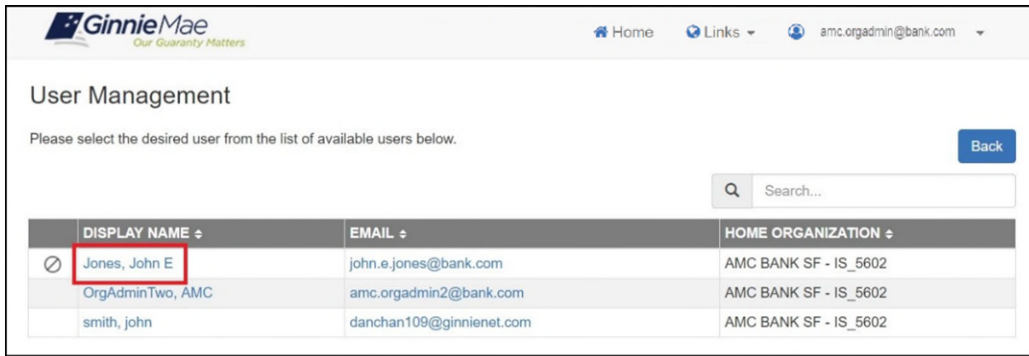 GinnieMae
Our Guaranty Matters
Home Links amc.orgadmin@bank.com
User Management
Please select the desired user from the list of available users below.
Back
Search...
DISPLAY NAME EMAIL HOME ORGANIZATION
Jones, John E john.e.jones@bank.com AMC BANK SF - IS_5602
OrgAdminTwo, AMC amc.orgadmin2@bank.com AMC BANK SF - IS_5602
smith, john danchan109@ginnienet.com AMC BANK SF - IS_5602